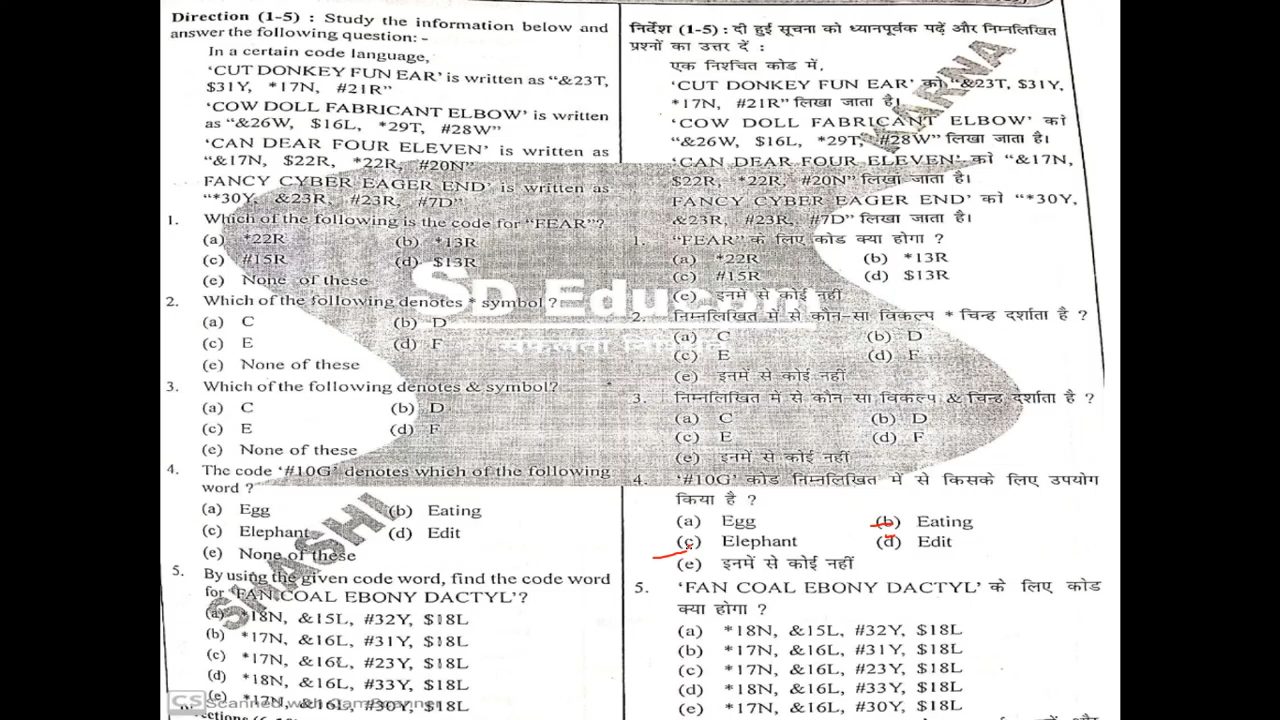 Direction (1-5) : Study the information below and
answer the following question: -
In a certain code language,
'CUT DONKEY FUN EAR' is written as "&23T,
$31Y, *17N, #21R"
'COW DOLL FABRICANT ELBOW' is written
as "&26W, $16L, *29T, #28W"
'CAN DEAR FOUR ELEVEN' is written as
"&17N, $22R, *22R, #20N"
FANCY CYBER EAGER END' is written as
"*30Y, &23R, #23R, #7D"
1. Which of the following is the code for "FEAR"?
(a) *22R (b) *13R
(c) #15R (d) $13R
(e) None of these
2. Which of the following denotes * symbol ?
(a) C (b) D
(c) E (d) F
(e) None of these
3. Which of the following denotes & symbol?
(a) C (b) D
(c) E (d) F
(e) None of these
4. The code '#10G' denotes which of the following
word ?
(a) Egg (b) Eating
(c) Elephant (d) Edit
(e) None of these
5. By using the given code word, find the code word
for 'FAN COAL EBONY DACTYL'?
(a) *18N, &15L, #32Y, $18L
(b) *17N, &16L, #31Y, $18L
(c) *17N, &16L, #23Y, $18L
(d) *18N, &16L, #33Y, $18L
(e) *17N, &16L, #30Y, $18L
निर्देश (1-5) : दी हुई सूचना को ध्यानपूर्वक पढ़ें और निम्नलिखित
प्रश्नों का उत्तर दें :
एक निश्चित कोड में,
'CUT DONKEY FUN EAR' को "&23T, $31Y,
*17N, #21R" लिखा जाता है।
'COW DOLL FABRICANT ELBOW' को
"&26W, $16L, *29T, #28W" लिखा जाता है।
'CAN DEAR FOUR ELEVEN' को "&17N,
$22R, *22R, #20N" लिखा जाता है।
FANCY CYBER EAGER END' को "*30Y,
&23R, #23R, #7D" लिखा जाता है।
1. "FEAR" के लिए कोड क्या होगा ?
(a) *22R (b) *13R
(c) #15R (d) $13R
(e) इनमें से कोई नहीं
2. निम्नलिखित में से कौन-सा विकल्प * चिन्ह दर्शाता है ?
(a) C (b) D
(c) E (d) F
(e) इनमें से कोई नहीं
3. निम्नलिखित में से कौन सा विकल्प & चिन्ह दर्शाता है ?
(a) C (b) D
(c) E (d) F
(e) इनमें से कोई नहीं
4. '#10G' कोड निम्नलिखित में से किसके लिए उपयोग
किया है ?
(a) Egg (b) Eating
(c) Elephant (d) Edit
(e) इनमें से कोई नहीं
5. 'FAN COAL EBONY DACTYL' के लिए कोड
क्या होगा ?
(a) *18N, &15L, #32Y, $18L
(b) *17N, &16L, #31Y, $18L
(c) *17N, &16L, #23Y, $18L
(d) *18N, &16L, #33Y, $18L
(e) *17N, &16L, #30Y, $18L
SD Educom
SHASHI
CS Scanned with CamScanner